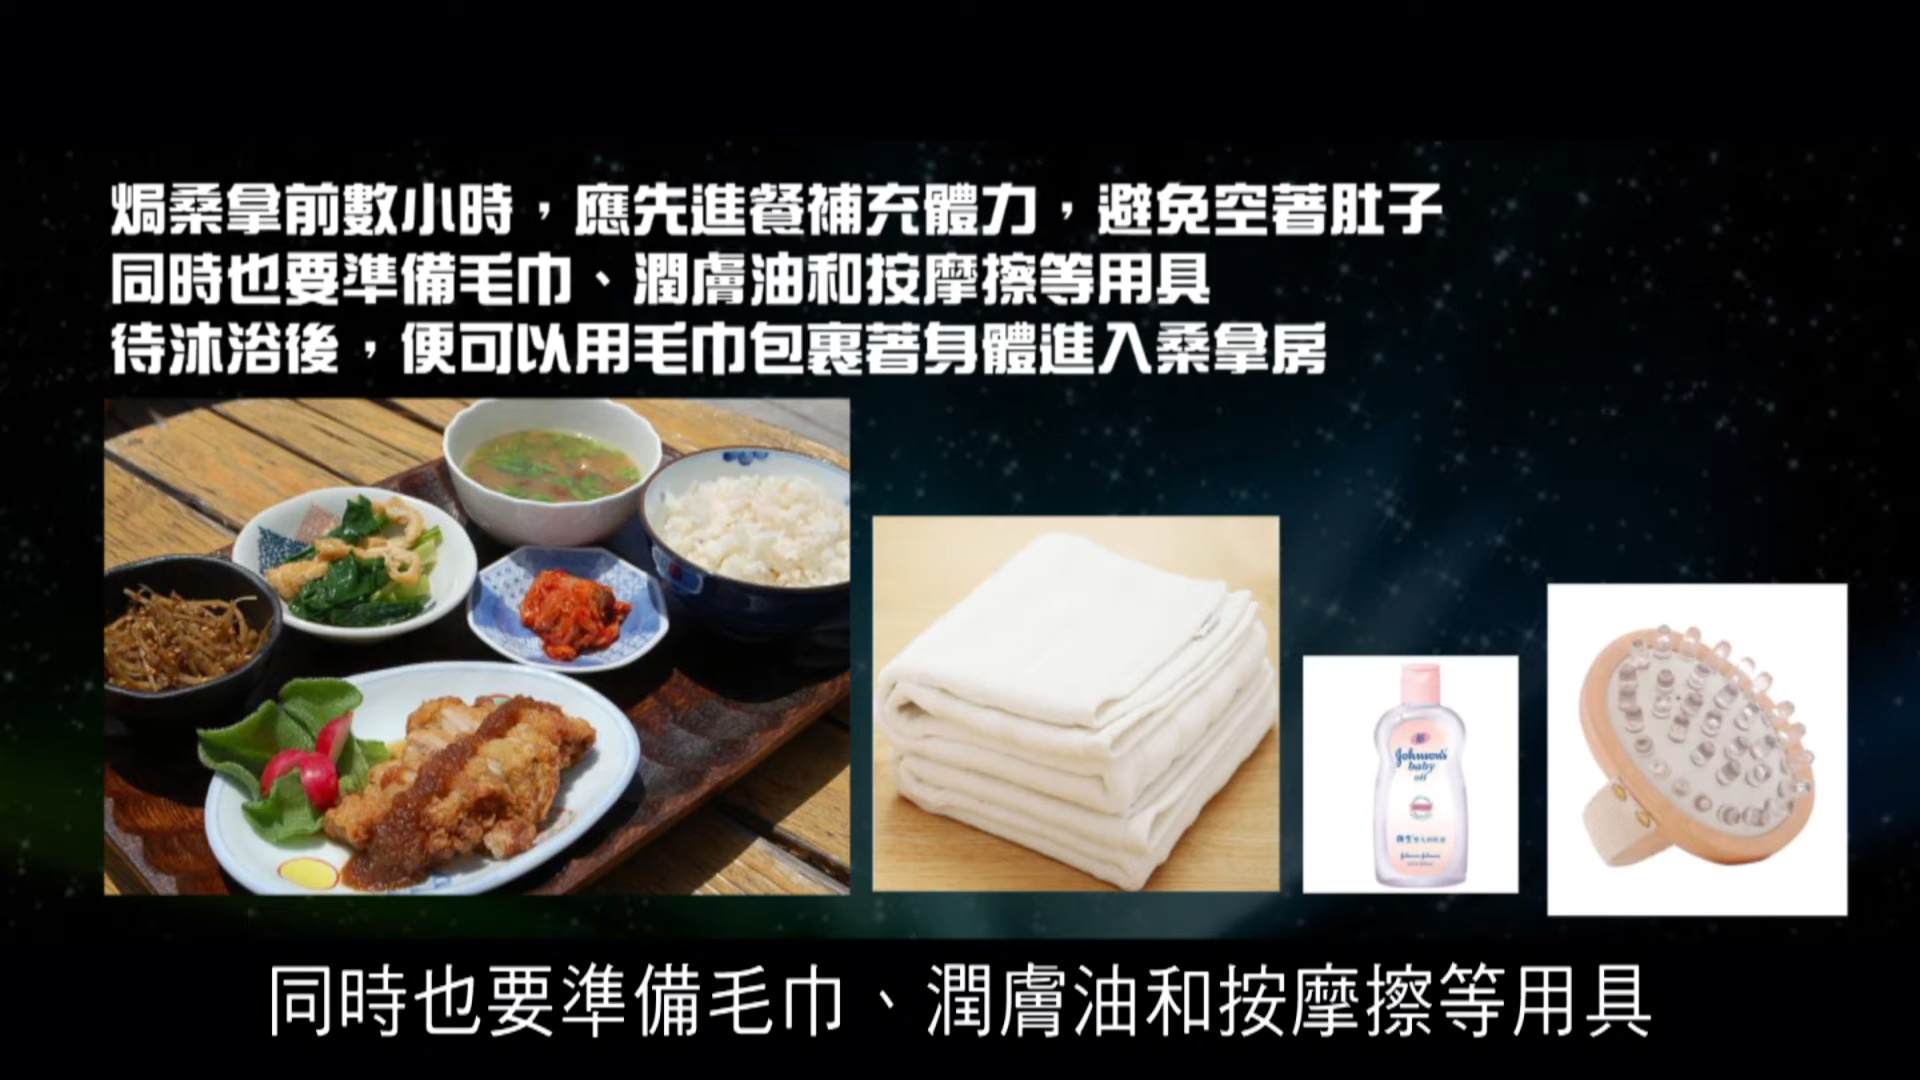 焗桑拿前數小時，應先進餐補充體力，避免空著肚子
同時也要準備毛巾、潤膚油和按摩擦等用具
待沐浴後，便可以用毛巾包裹著身體進入桑拿房
Johnson's
baby
oil
同時也要準備毛巾、潤膚油和按摩擦等用具